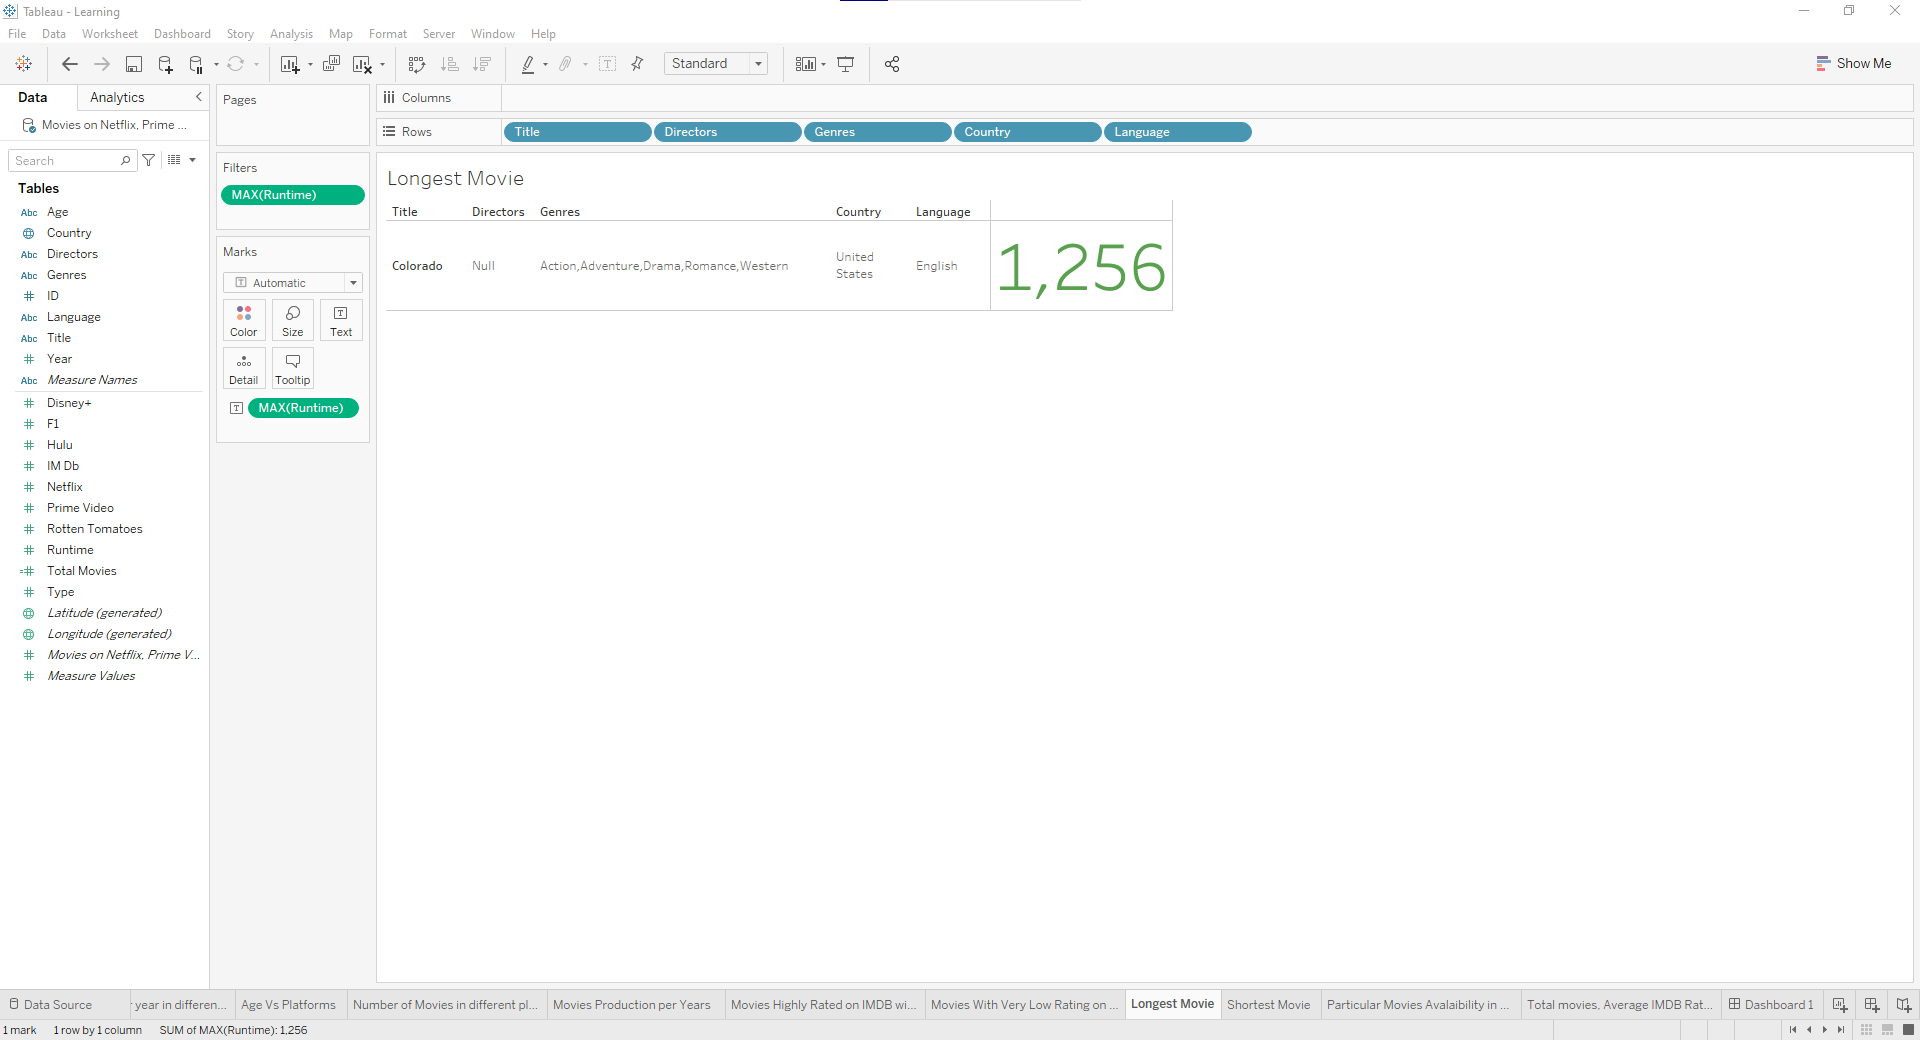 Tableau - Learning
File Data Worksheet Dashboard Story Analysis Map Format Server Window Help
Standard
Show Me
Data Analytics
Movies on Netflix, Prime ...
Search
Tables
Abc Age
Country
Abc Directors
Abc Genres
ID
Abc Language
Abc Title
Year
Abc Measure Names
Disney+
F1
Hulu
IM Db
Netflix
Prime Video
Rotten Tomatoes
Runtime
Total Movies
Type
Latitude (generated)
Longitude (generated)
Movies on Netflix, Prime V...
Measure Values
Pages
Filters
MAX(Runtime)
Marks
Automatic
Color Size Text
Detail Tooltip
MAX(Runtime)
Columns
Rows Title Directors Genres Country Language
Longest Movie
Title Directors Genres Country Language
Colorado Null Action,Adventure,Drama,Romance,Western United States English 1,256
Data Source year in differen... Age Vs Platforms Number of Movies in different pl... Movies Production per Years Movies Highly Rated on IMDB wi... Movies With Very Low Rating on ... Longest Movie Shortest Movie Particular Movies Avalaibility in ... Total movies, Average IMDB Rat... Dashboard 1
1 mark 1 row by 1 column SUM of MAX(Runtime): 1,256